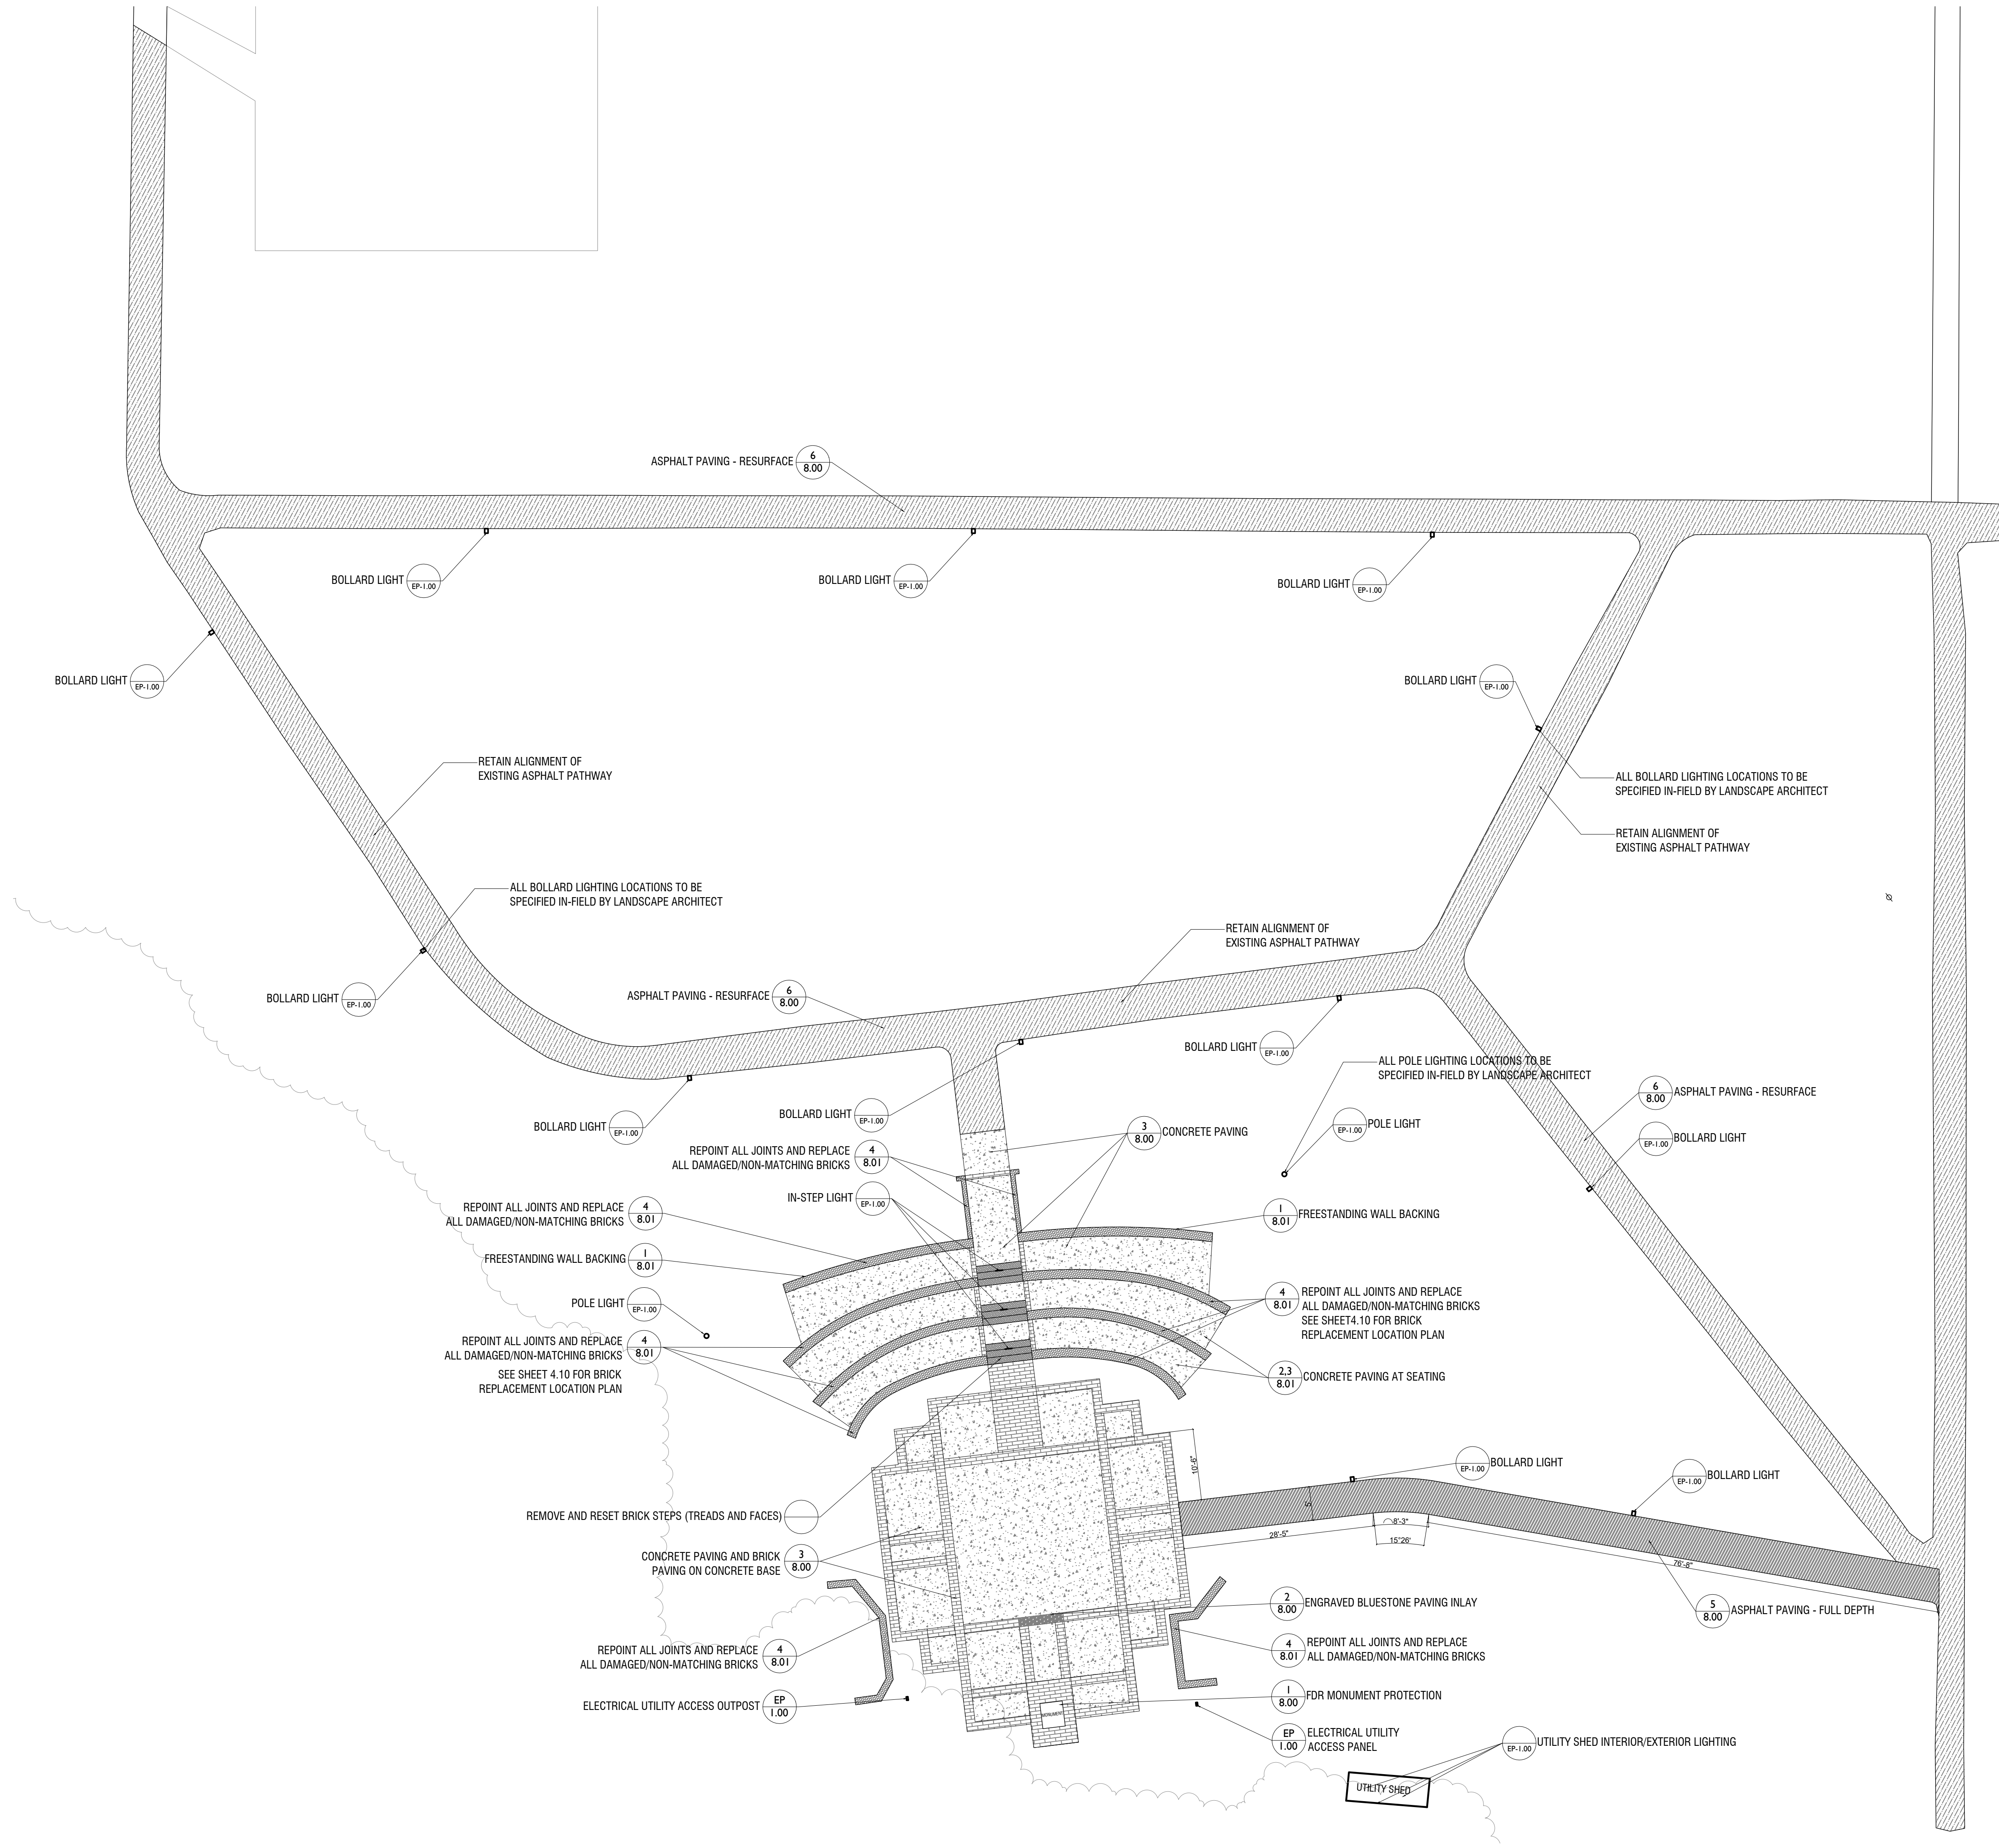 6
ASPHALT PAVING - RESURFACE
8.00
BOLLARD LIGHT
EP-1.00
BOLLARD LIGHT
EP-1.00
BOLLARD LIGHT
EP-1.00
BOLLARD LIGHT
EP-1.00
BOLLARD LIGHT
EP-1.00
RETAIN ALIGNMENT OF
EXISTING ASPHALT PATHWAY
ALL BOLLARD LIGHTING LOCATIONS TO BE
SPECIFIED IN-FIELD BY LANDSCAPE ARCHITECT
RETAIN ALIGNMENT OF
EXISTING ASPHALT PATHWAY
ALL BOLLARD LIGHTING LOCATIONS TO BE
SPECIFIED IN-FIELD BY LANDSCAPE ARCHITECT
RETAIN ALIGNMENT OF
EXISTING ASPHALT PATHWAY
BOLLARD LIGHT
EP-1.00
6
ASPHALT PAVING - RESURFACE
8.00
BOLLARD LIGHT
EP-1.00
ALL POLE LIGHTING LOCATIONS TO BE
SPECIFIED IN-FIELD BY LANDSCAPE ARCHITECT
6
8.00
ASPHALT PAVING - RESURFACE
BOLLARD LIGHT
EP-1.00
BOLLARD LIGHT
EP-1.00
3
8.00
CONCRETE PAVING
EP-1.00
POLE LIGHT
EP-1.00
BOLLARD LIGHT
REPOINT ALL JOINTS AND REPLACE
ALL DAMAGED/NON-MATCHING BRICKS
4
8.01
IN-STEP LIGHT
EP-1.00
REPOINT ALL JOINTS AND REPLACE
ALL DAMAGED/NON-MATCHING BRICKS
4
8.01
1
8.01
FREESTANDING WALL BACKING
FREESTANDING WALL BACKING
1
8.01
POLE LIGHT
EP-1.00
4
8.01
REPOINT ALL JOINTS AND REPLACE
ALL DAMAGED/NON-MATCHING BRICKS
SEE SHEET4.10 FOR BRICK
REPLACEMENT LOCATION PLAN
REPOINT ALL JOINTS AND REPLACE
ALL DAMAGED/NON-MATCHING BRICKS
4
8.01
SEE SHEET 4.10 FOR BRICK
REPLACEMENT LOCATION PLAN
2,3
8.01
CONCRETE PAVING AT SEATING
10'-6"
EP-1.00
BOLLARD LIGHT
EP-1.00
BOLLARD LIGHT
5'
28'-5"
8'-3"
15°26'
76'-8"
REMOVE AND RESET BRICK STEPS (TREADS AND FACES)
CONCRETE PAVING AND BRICK
PAVING ON CONCRETE BASE
3
8.00
2
8.00
ENGRAVED BLUESTONE PAVING INLAY
5
8.00
ASPHALT PAVING - FULL DEPTH
REPOINT ALL JOINTS AND REPLACE
ALL DAMAGED/NON-MATCHING BRICKS
4
8.01
4
8.01
REPOINT ALL JOINTS AND REPLACE
ALL DAMAGED/NON-MATCHING BRICKS
ELECTRICAL UTILITY ACCESS OUTPOST
EP
1.00
1
8.00
FDR MONUMENT PROTECTION
MONUMENT
EP
1.00
ELECTRICAL UTILITY
ACCESS PANEL
EP-1.00
UTILITY SHED INTERIOR/EXTERIOR LIGHTING
UTILITY SHED